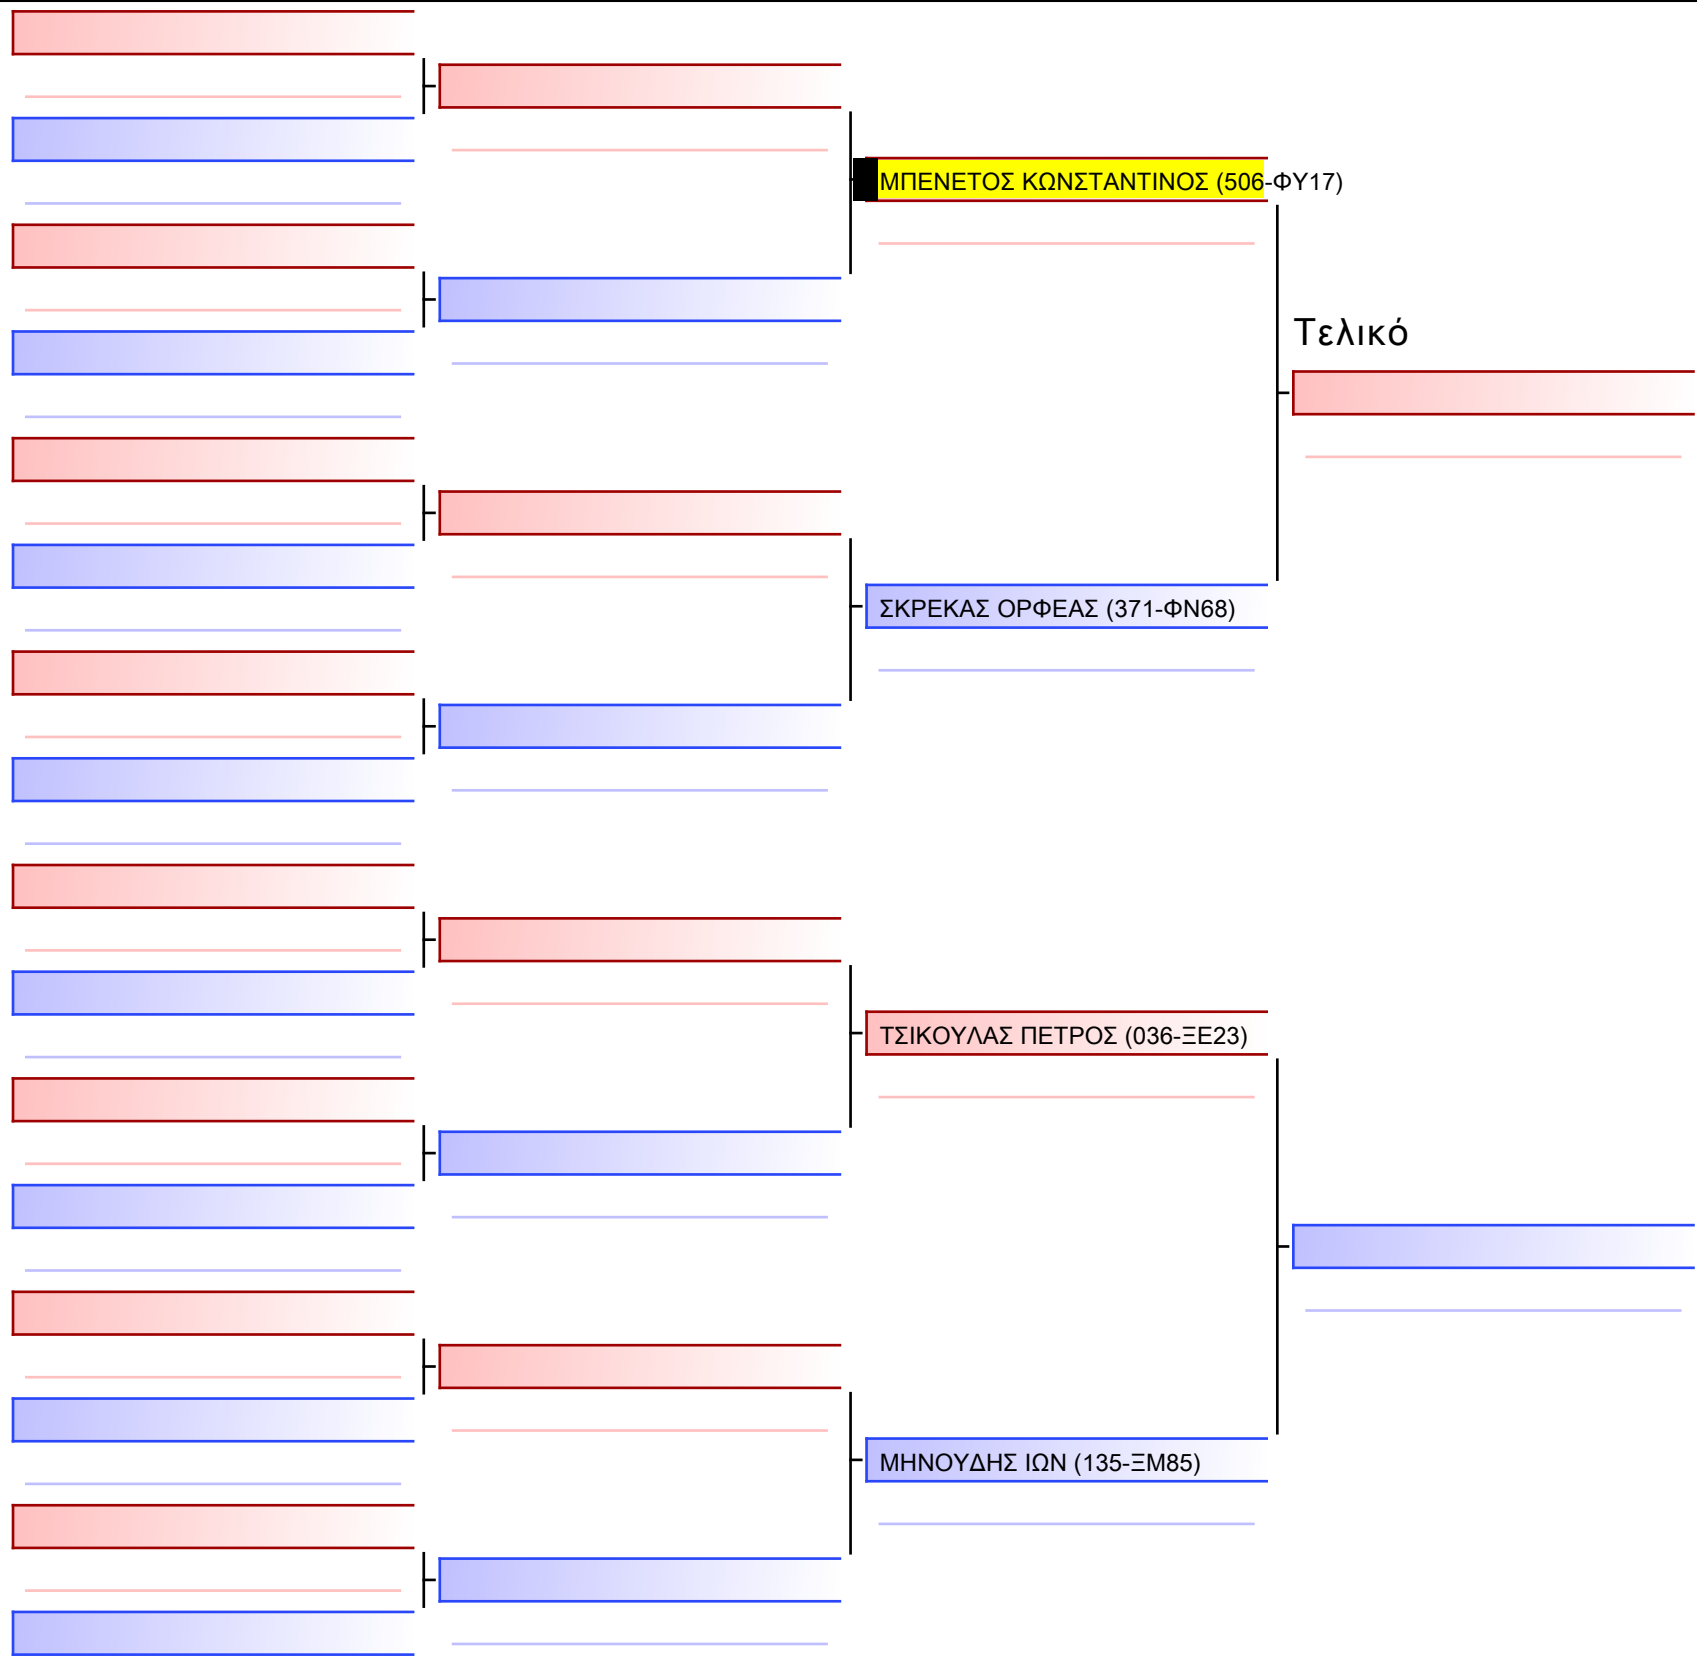 ΜΠΕΝΕΤΟΣ ΚΩΝΣΤΑΝΤΙΝΟΣ (506-ΦΥ17)
Τελικό
ΣΚΡΕΚΑΣ ΟΡΦΕΑΣ (371-ΦΝ68)
ΤΣΙΚΟΥΛΑΣ ΠΕΤΡΟΣ (036-ΞΕ23)
ΜΗΝΟΥΔΗΣ ΙΩΝ (135-ΞΜ85)